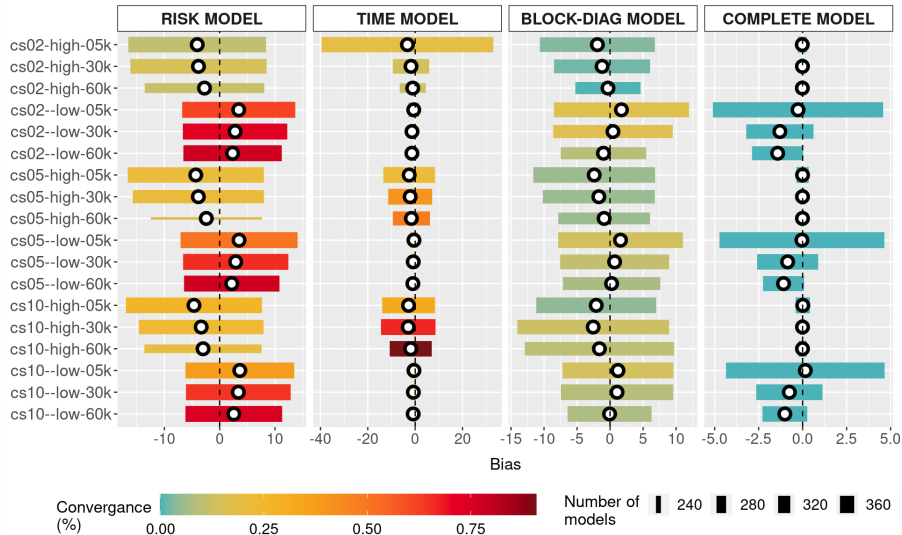 RISK MODEL TIME MODEL BLOCK-DIAG MODEL COMPLETE MODEL
cs02-high-05k
cs02-high-30k
cs02-high-60k
cs02--low-05k
cs02--low-30k
cs02--low-60k
cs05-high-05k
cs05-high-30k
cs05-high-60k
cs05--low-05k
cs05--low-30k
cs05--low-60k
cs10-high-05k
cs10-high-30k
cs10-high-60k
cs10--low-05k
cs10--low-30k
cs10--low-60k
-10 0 10 -40 -20 0 20 -15 -10 -5 0 5 10 -5.0 -2.5 0.0 2.5 5.0
Bias
Convergance
(%)
0.00 0.25 0.50 0.75
Number of
models
240 280 320 360